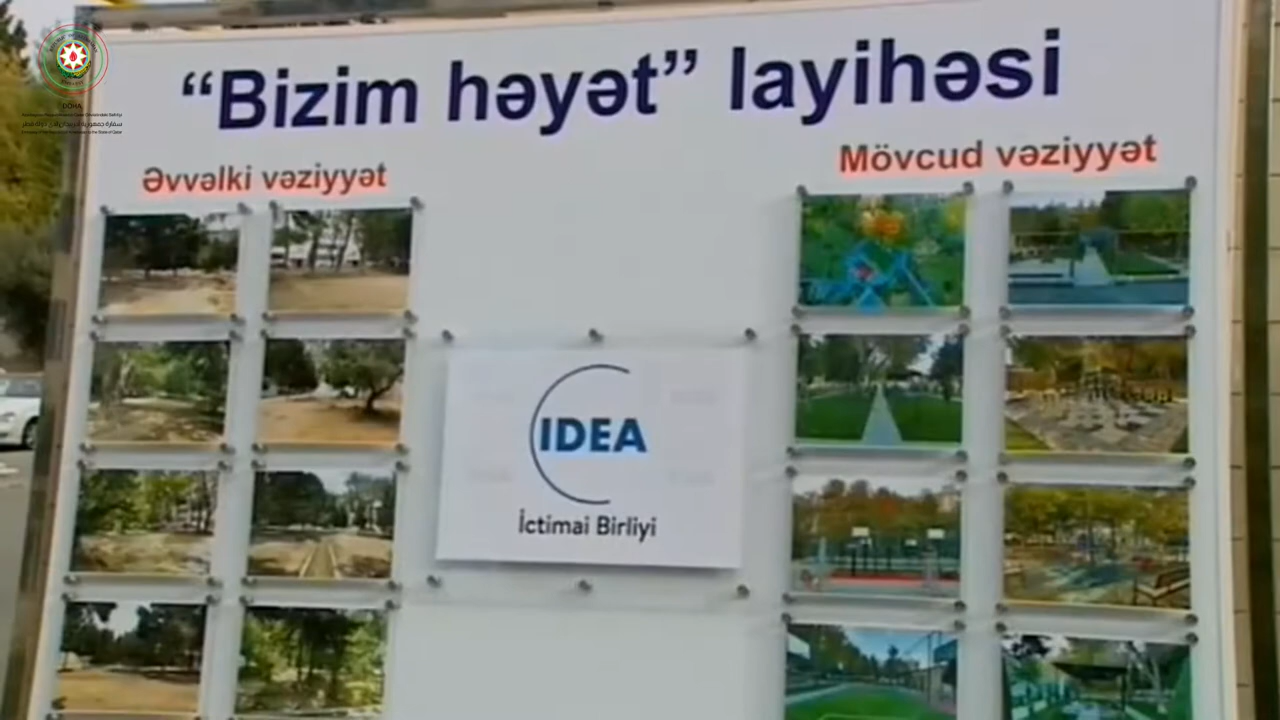 DOHA
"Bizim həyət" layihəsi
Əvvəlki vəziyyət
Mövcud vəziyyət
IDEA
İctimai Birliyi